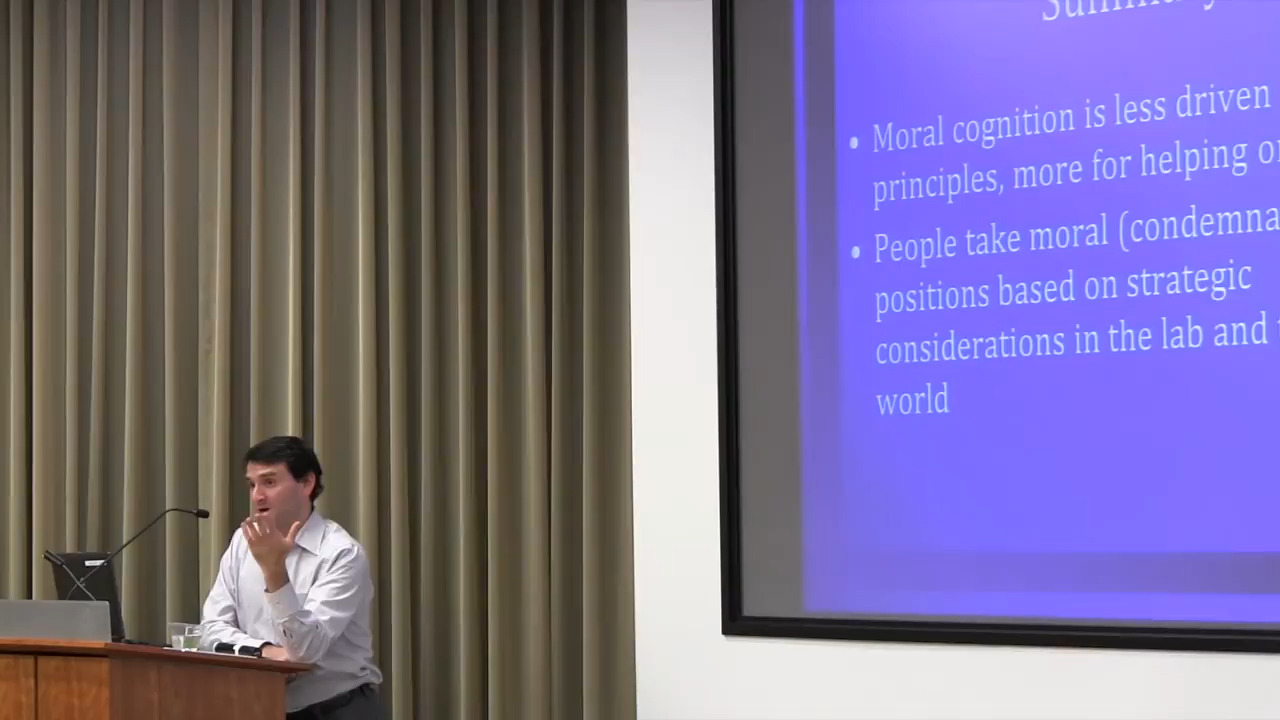 Summary
• Moral cognition is less driven
principles, more for helping
• People take moral (condemna
positions based on strategic
considerations in the lab and
world